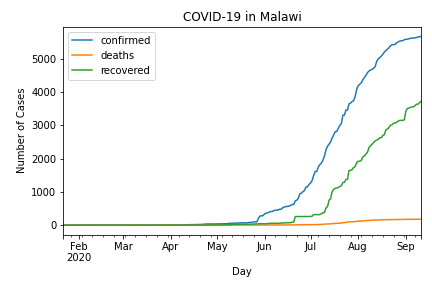 COVID-19 in Malawi
confirmed
deaths
recovered
Number of Cases
5000
4000
3000
2000
1000
0
Feb Mar Apr May Jun Jul Aug Sep
2020
Day